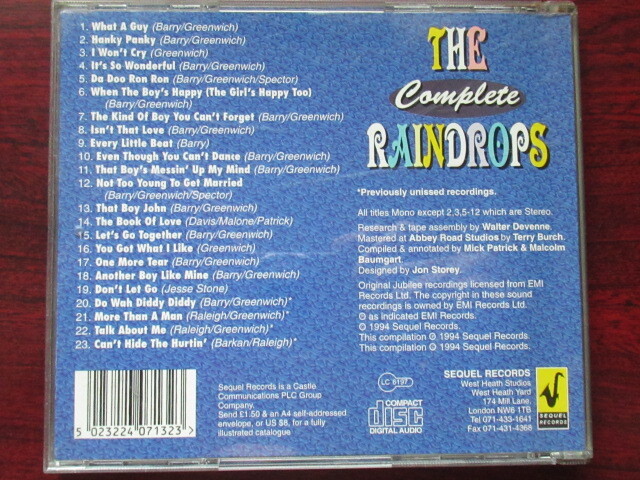 1. What A Guy (Barry/Greenwich)
2. Hanky Panky (Barry/Greenwich)
3. I Won't Cry (Greenwich)
4. It's So Wonderful (Barry/Greenwich)
5. Da Doo Ron Ron (Barry/Greenwich/Spector)
6. When The Boy's Happy (The Girl's Happy Too)
(Barry/Greenwich)
7. The Kind Of Boy You Can't Forget (Barry/Greenwich)
8. Isn't That Love (Barry/Greenwich)
9. Every Little Beat (Barry)
10. Even Though You Can't Dance (Barry/Greenwich)
11. That Boy's Messin' Up My Mind (Barry/Greenwich)
12. Not Too Young To Get Married
(Barry/Greenwich/Spector)
13. That Boy John (Barry/Greenwich)
14. The Book Of Love (Davis/Malone/Patrick)
15. Let's Go Together (Barry/Greenwich)
16. You Got What I Like (Greenwich)
17. One More Tear (Barry/Greenwich)
18. Another Boy Like Mine (Barry/Greenwich)
19. Don't Let Go (Jesse Stone)
20. Do Wah Diddy Diddy (Barry/Greenwich)*
21. More Than A Man (Raleigh/Greenwich)*
22. Talk About Me (Raleigh/Greenwich)*
23. Can't Hide The Hurtin' (Barkan/Raleigh)*
THE
Complete
RAINDROPS
*Previously unissed recordings.
All titles Mono except 2,3,5-12 which are Stereo.
Research & tape assembly by Walter Devenne.
Mastered at Abbey Road Studios by Terry Burch.
Compiled & annotated by Mick Patrick & Malcolm
Baumgart.
Designed by Jon Storey.
Original Jubilee recordings licensed from EMI
Records Ltd. The copyright in these sound
recordings is owned by EMI Records Ltd.
℗ as indicated EMI Records.
℗ 1994 Sequel Records.
This compilation ℗ 1994 Sequel Records.
This compilation © 1994 Sequel Records.
5 023224 071323 >
Sequel Records is a Castle
Communications PLC Group
Company.
Send £1:50 & an A4 self-addressed
envelope, or US $8, for a fully
illustrated catalogue
LC 6197
COMPACT
disc
DIGITAL AUDIO
SEQUEL RECORDS
West Heath Studios
West Heath Yard
174 Mill Lane,
London NW6 1TB
Tel 071-433-1641
Fax 071-431-4368
SEQUEL
RECORDS